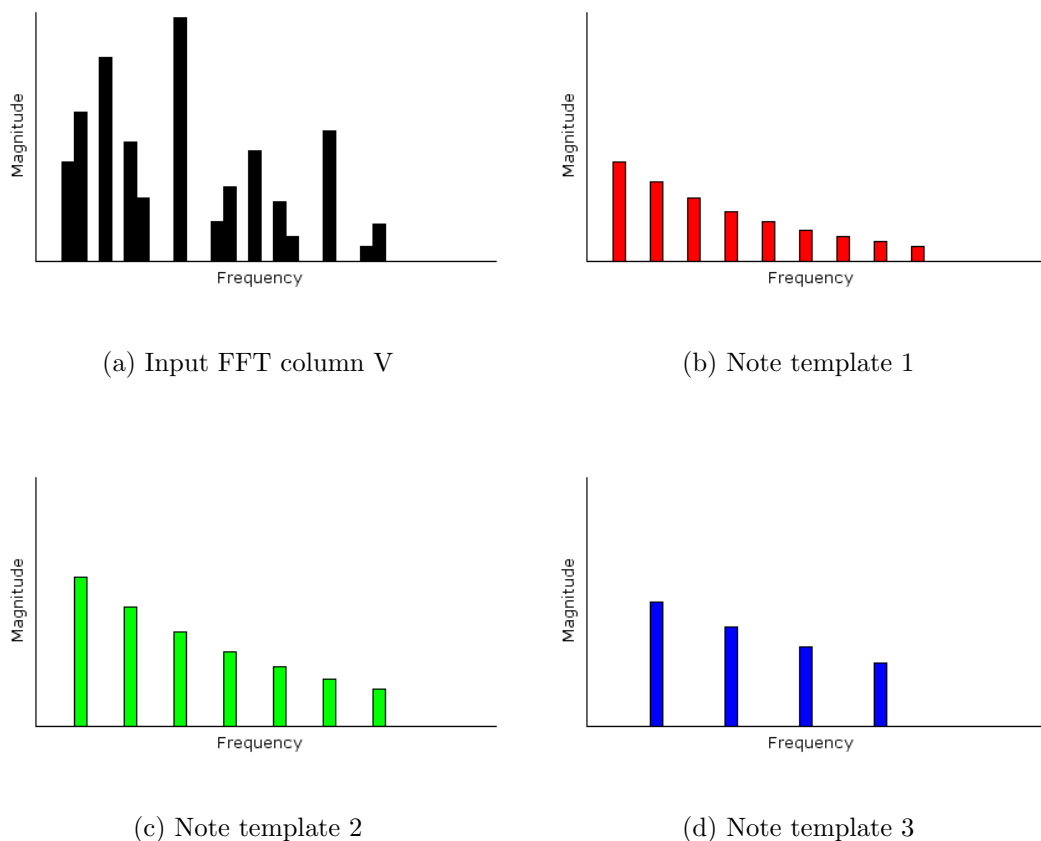 Magnitude
Frequency
(a) Input FFT column V
Magnitude
Frequency
(b) Note template 1
Magnitude
Frequency
(c) Note template 2
Magnitude
Frequency
(d) Note template 3